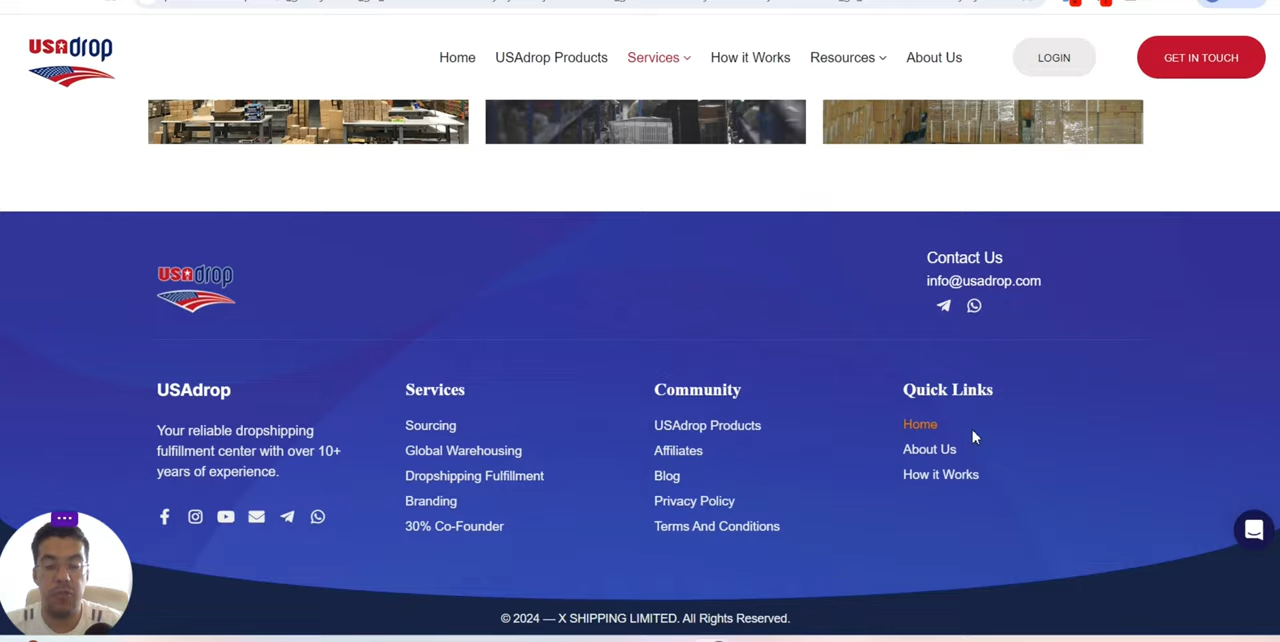 USAdrop
Home
USAdrop Products
Services
How it Works
Resources
About Us
LOGIN
GET IN TOUCH
USAdrop
Contact Us
info@usadrop.com
USAdrop
Your reliable dropshipping
fulfillment center with over 10+
years of experience.
Services
Sourcing
Global Warehousing
Dropshipping Fulfillment
Branding
30% Co-Founder
Community
USAdrop Products
Affiliates
Blog
Privacy Policy
Terms And Conditions
Quick Links
Home
About Us
How it Works
© 2024 — X SHIPPING LIMITED. All Rights Reserved.